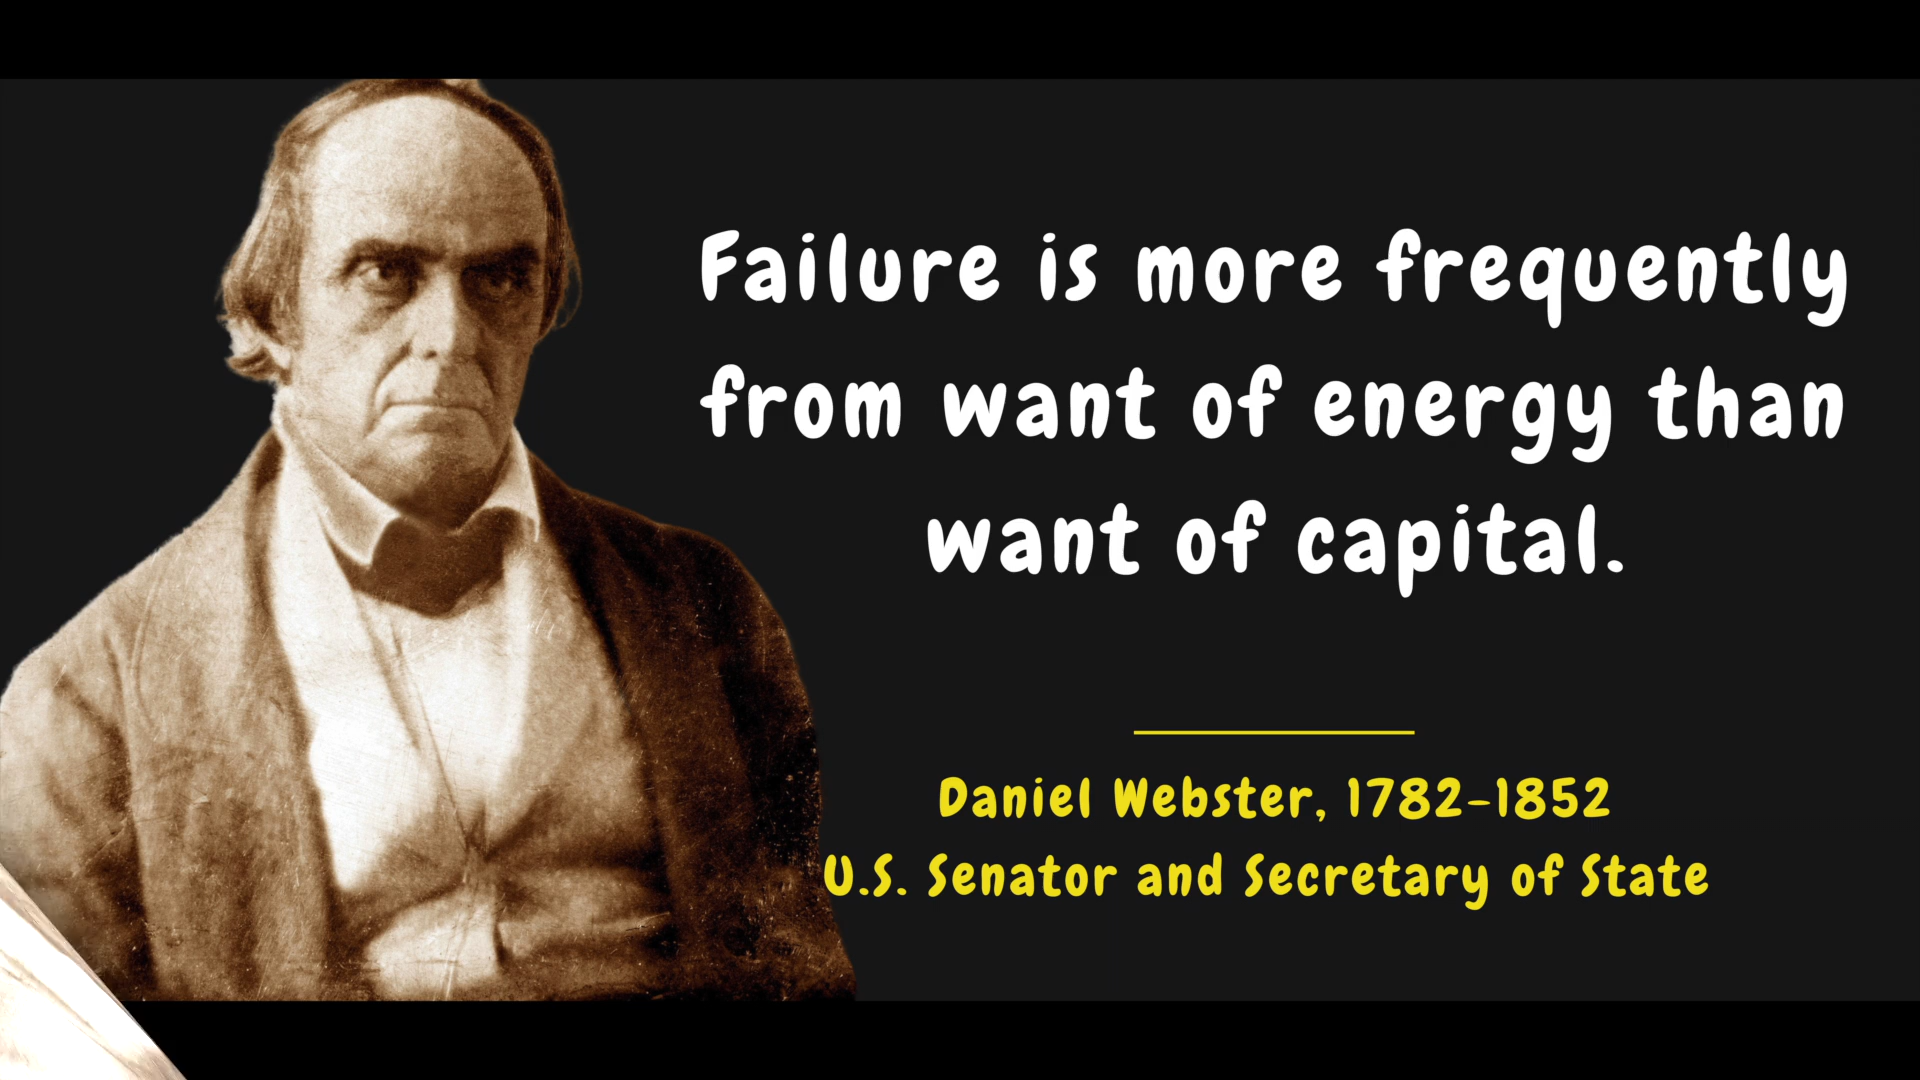 Failure is more frequently
from want of energy than
want of capital.
Daniel Webster, 1782-1852
U.S. Senator and Secretary of State